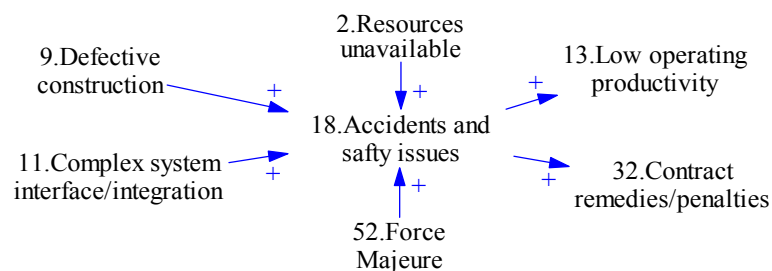 2.Resources
unavailable
9.Defective
construction
13.Low operating
productivity
+
+
+
18.Accidents and
safty issues
11.Complex system
interface/integration
+
+
+
32.Contract
remedies/penalties
52.Force
Majeure